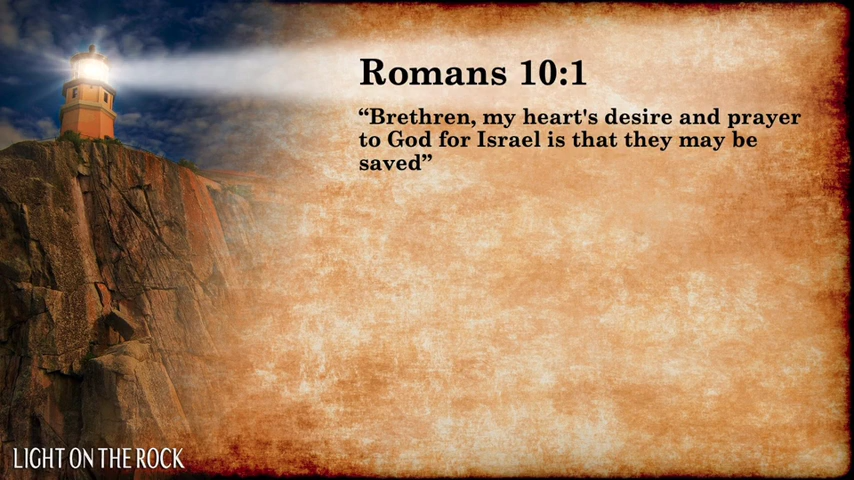 Romans 10:1
“Brethren, my heart's desire and prayer
to God for Israel is that they may be
saved”
LIGHT ON THE ROCK